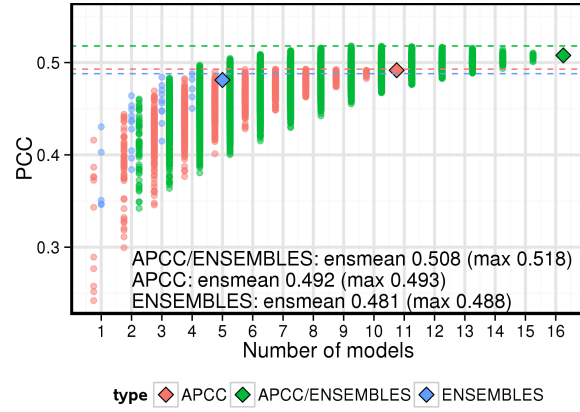 PCC
0.5
0.4
0.3
APCC/ENSEMBLES: ensmean 0.508 (max 0.518)
APCC: ensmean 0.492 (max 0.493)
ENSEMBLES: ensmean 0.481 (max 0.488)
1 2 3 4 5 6 7 8 9 10 11 12 13 14 15 16
Number of models
type APCC APCC/ENSEMBLES ENSEMBLES